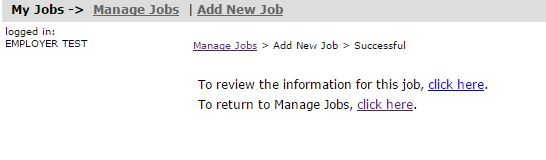 My Jobs -> Manage Jobs | Add New Job
logged in:
EMPLOYER TEST
Manage Jobs > Add New Job > Successful
To review the information for this job, click here.
To return to Manage Jobs, click here.